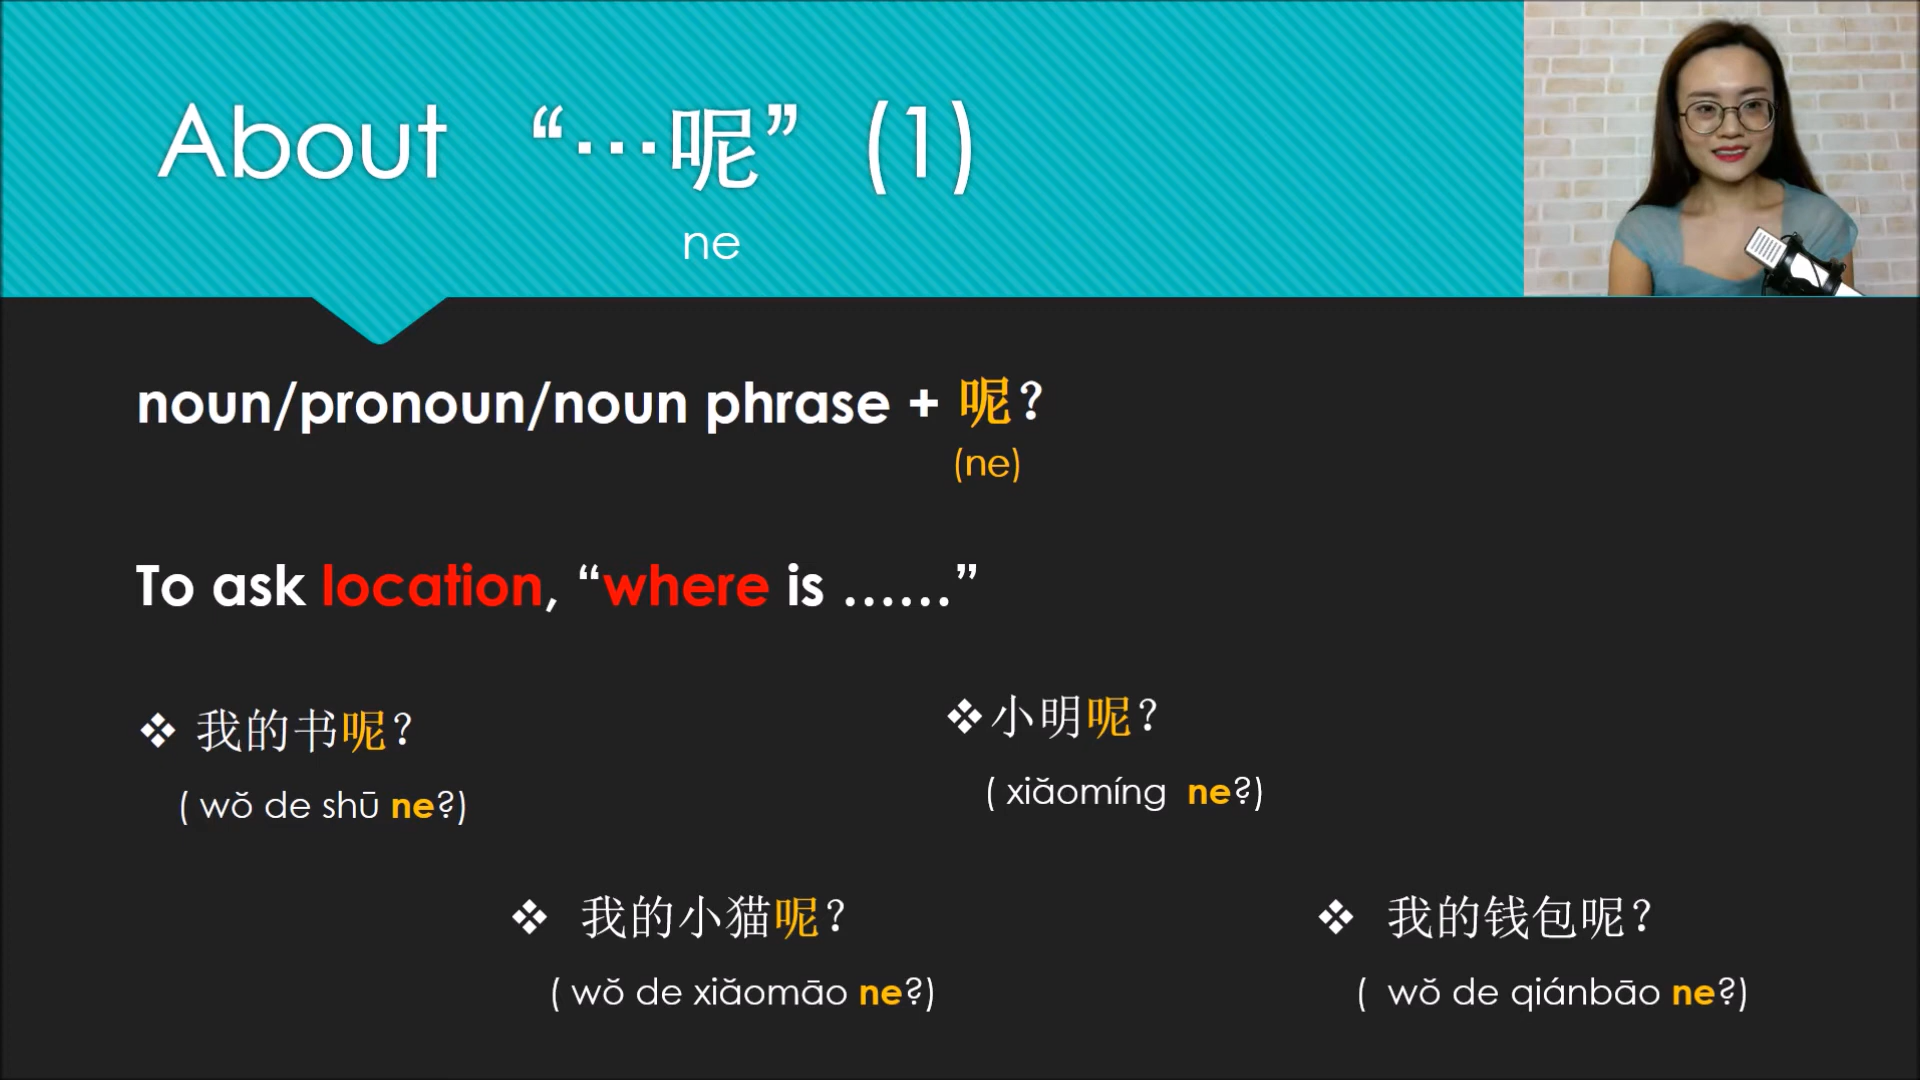 About “…呢” (1)
ne
noun/pronoun/noun phrase + 呢?
(ne)
To ask location, “where is ……”
❖ 我的书呢?
( wǒ de shū ne?)
❖ 小明呢?
( xiǎomíng ne?)
❖ 我的小猫呢?
( wǒ de xiǎomāo ne?)
❖ 我的钱包呢?
( wǒ de qiánbāo ne?)